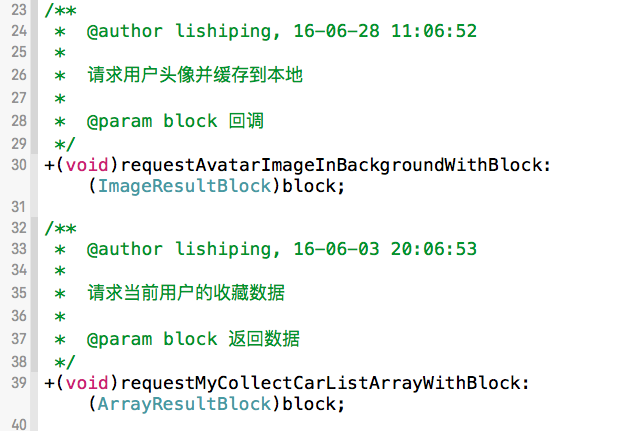 23 /**
24  *  @author lishiping, 16-06-28 11:06:52
25  *
26  *  请求用户头像并缓存到本地
27  *
28  *  @param block 回调
29  */
30 +(void)requestAvatarImageInBackgroundWithBlock:
(ImageResultBlock)block;
31
32 /**
33  *  @author lishiping, 16-06-03 20:06:53
34  *
35  *  请求当前用户的收藏数据
36  *
37  *  @param block 返回数据
38  */
39 +(void)requestMyCollectCarListArrayWithBlock:
(ArrayResultBlock)block;
40